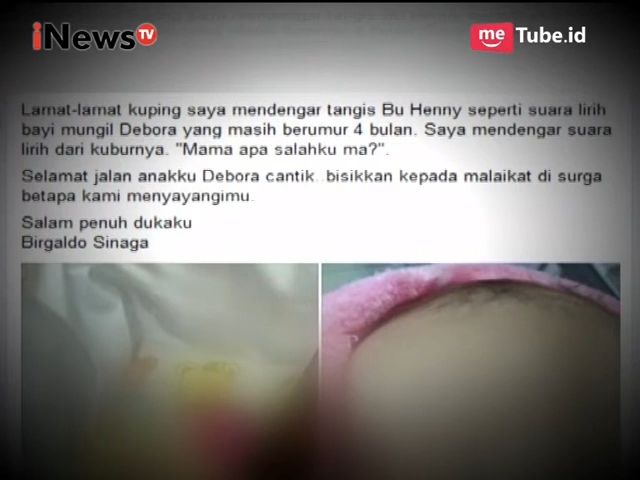 iNews TV
me Tube.id
Lamat-lamat kuping saya mendengar tangis Bu Henny seperti suara lirih
bayi mungil Debora yang masih berumur 4 bulan. Saya mendengar suara
lirih dari kuburnya. "Mama apa salahku ma?".
Selamat jalan anakku Debora cantik. bisikkan kepada malaikat di surga
betapa kami menyayangimu.
Salam penuh dukaku
Birgaldo Sinaga